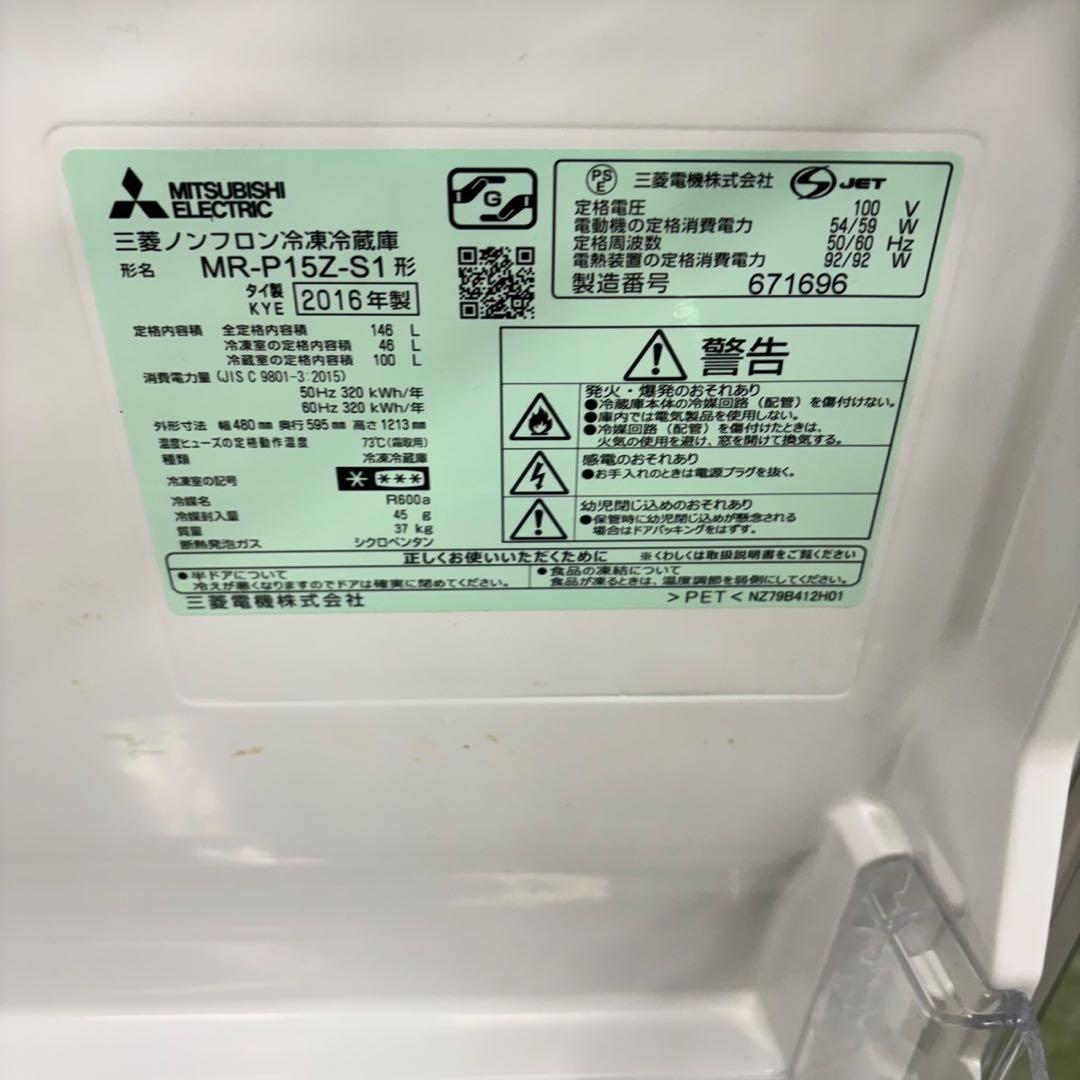 MITSUBISHI
ELECTRIC
G
三菱ノンフロン冷凍冷蔵庫
形名 MR-P15Z-S1形
タイ製
KYE 2016年製
定格内容積 全定格内容積 146 L
冷凍室の定格内容積 46 L
冷蔵室の定格内容積 100 L
消費電力量 (JIS C 9801-3:2015)
50Hz 320 kWh/年
60Hz 320 kWh/年
外形寸法 幅480mm 奥行595mm 高さ1213mm
温度ヒューズの定格動作温度 73℃(霜取用)
種類 冷凍冷蔵庫
冷凍室の記号 * ***
冷媒名 R600a
冷媒封入量 45 g
質量 37 kg
断熱発泡ガス シクロペンタン
PSE 三菱電機株式会社 S JET
定格電圧 100 V
電動機の定格消費電力 54/59 W
定格周波数 50/60 Hz
電熱装置の定格消費電力 92/92 W
製造番号 671696
警告
発火・爆発のおそれあり
●冷蔵庫本体の冷媒回路(配管)を傷付けない。
●庫内では電気製品を使用しない。
●冷媒回路(配管)を傷付けたときは、
火気の使用を避け、窓を開けて換気する。
感電のおそれあり
●お手入れのときは電源プラグを抜く。
幼児閉じ込めのおそれあり
●保管時に幼児閉じ込めが懸念される
場合はドアパッキングをはずす。
正しくお使いいただくために ※くわしくは取扱説明書をご覧ください
●半ドアについて
冷えが悪くなりますのでドアは確実に閉めてください。
●食品の凍結について
食品が凍るときは、温度調節を弱側にしてください。
三菱電機株式会社 >PET< NZ79B412H01